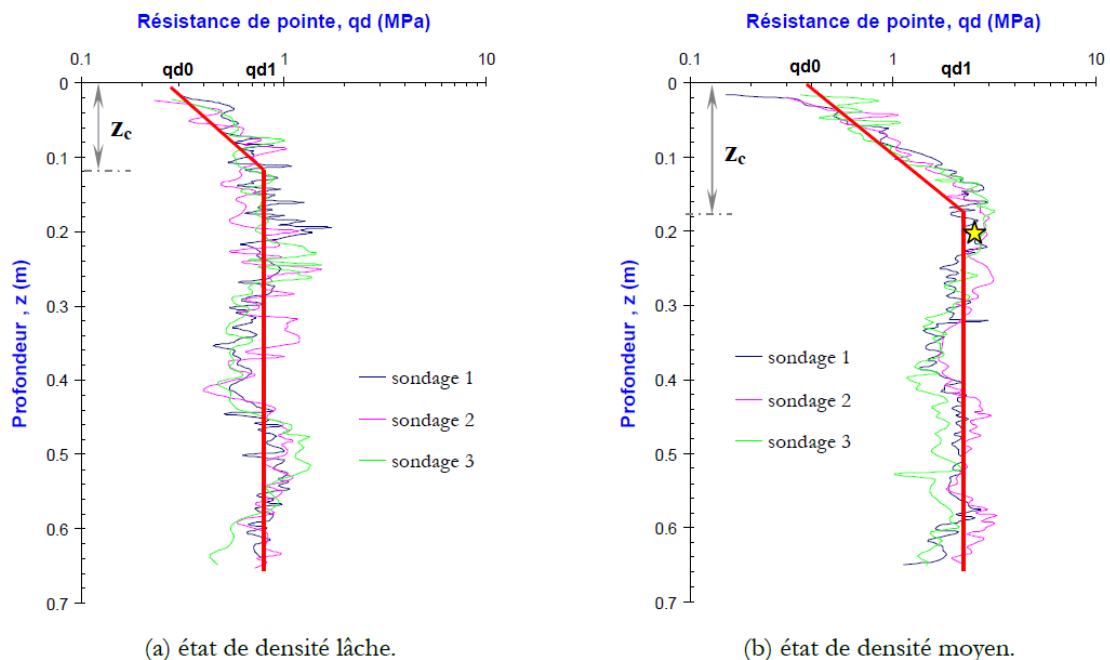 Résistance de pointe, qd (MPa)
0.1 1 10
qd0 qd1
0
0.1
0.2
0.3
0.4
0.5
0.6
0.7
Profondeur , z (m)
zc
sondage 1
sondage 2
sondage 3
(a) état de densité lâche.
Résistance de pointe, qd (MPa)
0.1 1 10
qd0 qd1
0
0.1
0.2
0.3
0.4
0.5
0.6
0.7
Profondeur , z (m)
zc
sondage 1
sondage 2
sondage 3
(b) état de densité moyen.